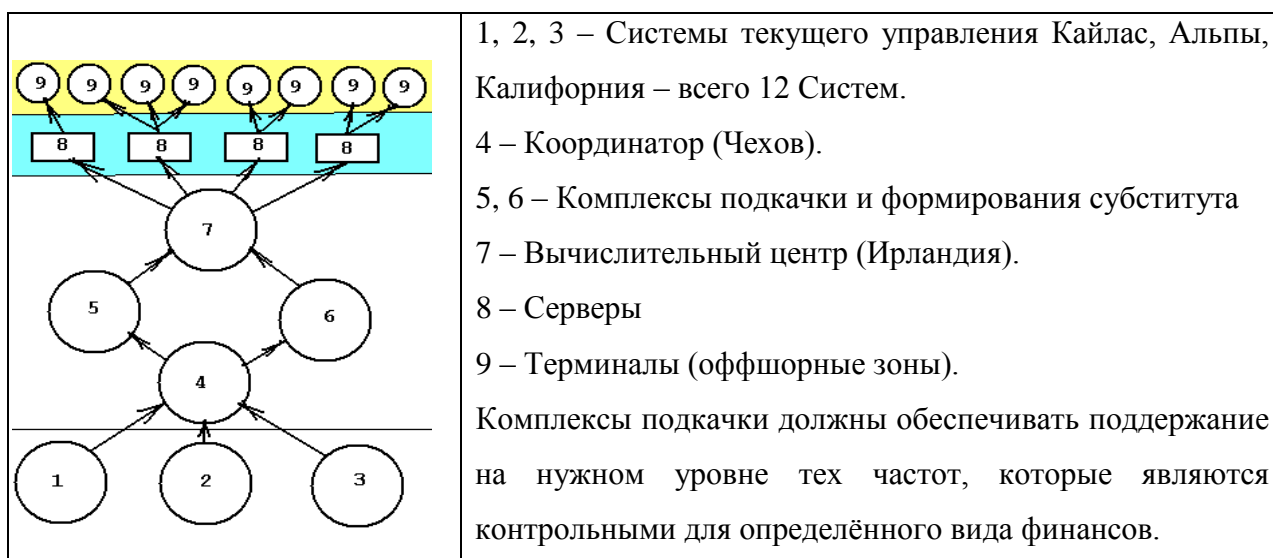 9 9 9 9 9 9 9 9
8 8 8 8
7
5 6
4
1 2 3
1, 2, 3 – Системы текущего управления Кайлас, Альпы,
Калифорния – всего 12 Систем.
4 – Координатор (Чехов).
5, 6 – Комплексы подкачки и формирования субститута
7 – Вычислительный центр (Ирландия).
8 – Серверы
9 – Терминалы (оффшорные зоны).
Комплексы подкачки должны обеспечивать поддержание
на нужном уровне тех частот, которые являются
контрольными для определённого вида финансов.